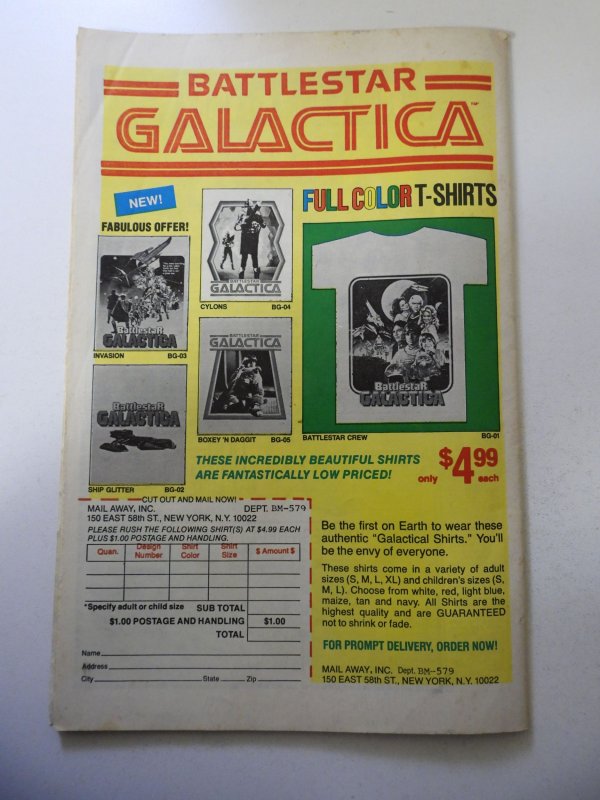 BATTLESTAR
GALACTICA™
NEW!
FABULOUS OFFER!
FULL COLOR T-SHIRTS
BATTLESTAR
GALACTICA
CYLONS BG-04
BattlestaR
GALACTICA
INVASION BG-03
BATTLESTAR
GALACTICA
BOXEY 'N DAGGIT BG-05
BattlestaR
GALACTICA
SHIP GLITTER BG-02
BattlestaR
GALACTICA
BATTLESTAR CREW BG-01
THESE INCREDIBLY BEAUTIFUL SHIRTS
ARE FANTASTICALLY LOW PRICED!
only $4.99 each
CUT OUT AND MAIL NOW!
MAIL AWAY, INC. DEPT. BM-579
150 EAST 58th ST., NEW YORK, N.Y. 10022
PLEASE RUSH THE FOLLOWING SHIRT(S) AT $4.99 EACH
PLUS $1.00 POSTAGE AND HANDLING.
Quan. Design Number Shirt Color Shirt Size $ Amount $
*Specify adult or child size SUB TOTAL
$1.00 POSTAGE AND HANDLING $1.00
TOTAL
Name
Address
City State Zip
Be the first on Earth to wear these
authentic "Galactical Shirts." You'll
be the envy of everyone.
These shirts come in a variety of adult
sizes (S, M, L, XL) and children's sizes (S,
M, L). Choose from white, red, light blue,
maize, tan and navy. All Shirts are the
highest quality and are GUARANTEED
not to shrink or fade.
FOR PROMPT DELIVERY, ORDER NOW!
MAIL AWAY, INC. Dept. BM-579
150 EAST 58th ST., NEW YORK, N.Y. 10022